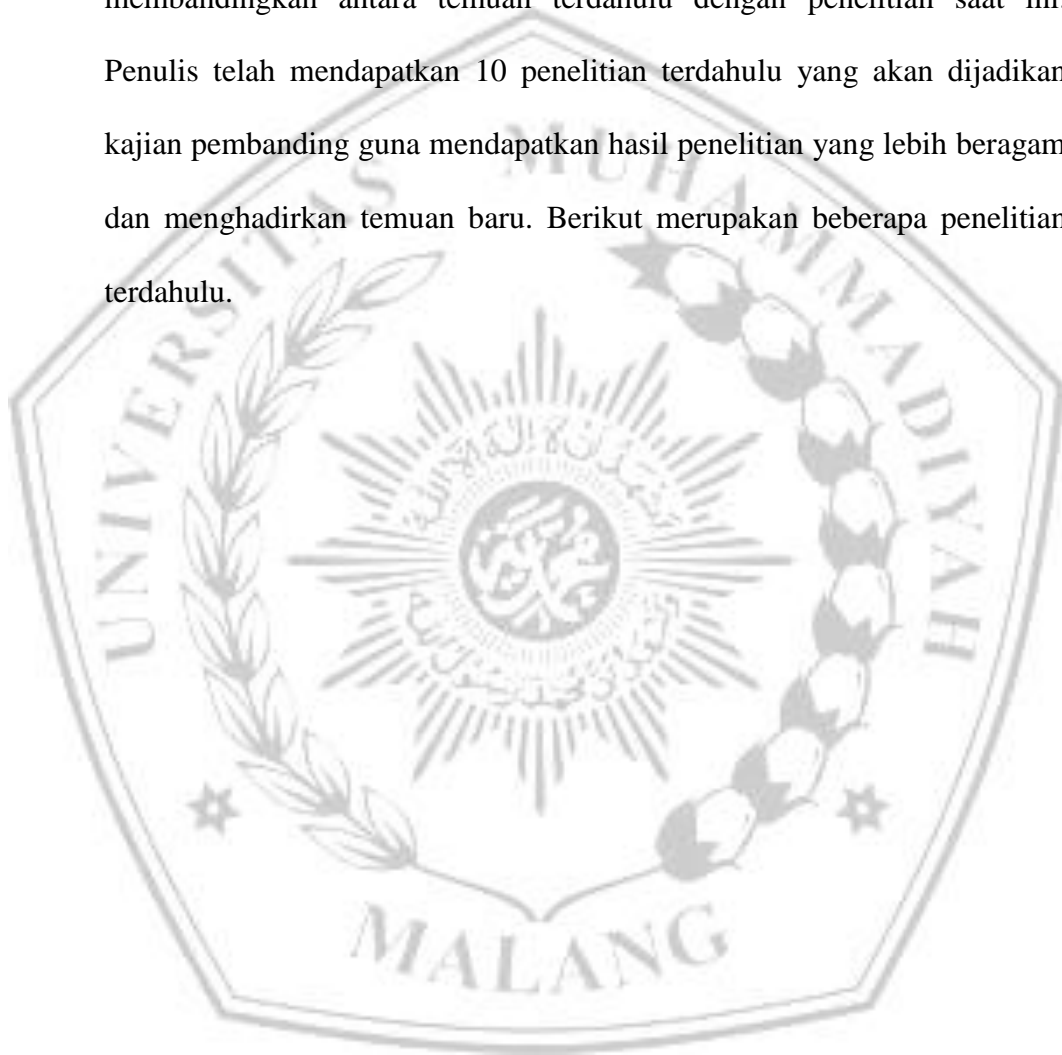 membandingkan antara temuan terdahulu dengan penelitian saat ini.
Penulis telah mendapatkan 10 penelitian terdahulu yang akan dijadikan
kajian pembanding guna mendapatkan hasil penelitian yang lebih beragam
dan menghadirkan temuan baru. Berikut merupakan beberapa penelitian
terdahulu.
UNIVERSITAS MUHAMMADIYAH
MALANG